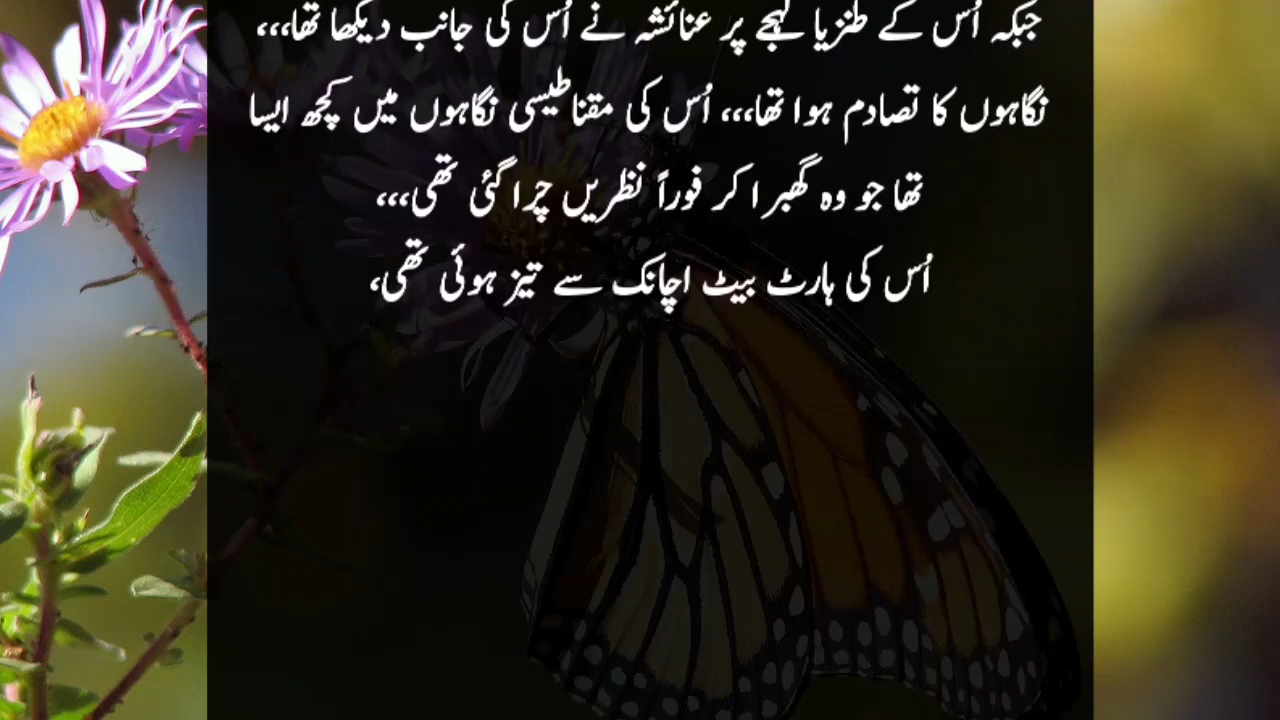 جبکہ اُس کے طنزیا لہجے پر عنائشہ نے اُس کی جانب دیکھا تھا،،،
نگاہوں کا تصادم ہوا تھا،،، اُس کی مقناطیسی نگاہوں میں کچھ ایسا
تھا جو وہ گھبرا کر فوراً نظریں چرا گئی تھی،،،
اُس کی ہارٹ بیٹ اچانک سے تیز ہوئی تھی،